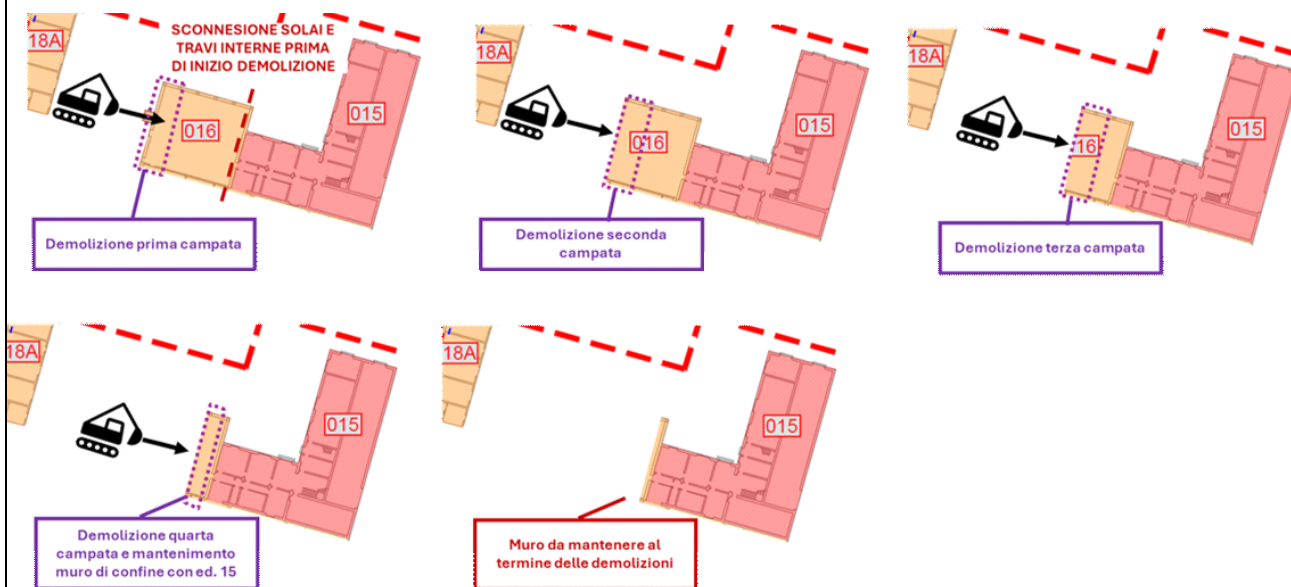 18A
SCONNESIONE SOLAI E
TRAVI INTERNE PRIMA
DI INIZIO DEMOLIZIONE
015
016
Demolizione prima campata
18A
015
016
Demolizione seconda
campata
18A
015
16
Demolizione terza campata
18A
015
Demolizione quarta
campata e mantenimento
muro di confine con ed. 15
18A
015
Muro da mantenere al
termine delle demolizioni